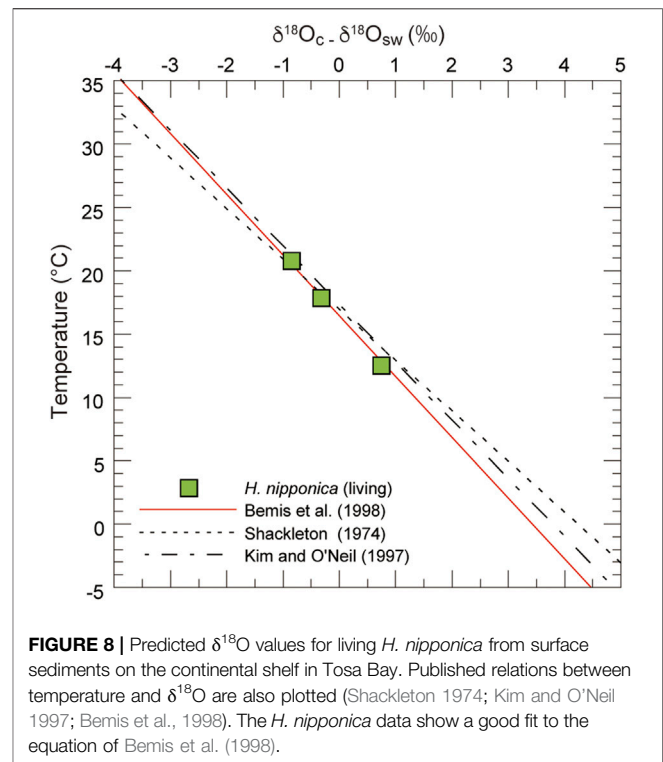 δ¹⁸Oc - δ¹⁸Osw (‰)
-4 -3 -2 -1 0 1 2 3 4 5
35
30
25
20
15
10
5
0
-5
Temperature (°C)
H. nipponica (living)
Bemis et al. (1998)
Shackleton (1974)
Kim and O'Neil (1997)
FIGURE 8 | Predicted δ¹⁸O values for living H. nipponica from surface
sediments on the continental shelf in Tosa Bay. Published relations between
temperature and δ¹⁸O are also plotted (Shackleton 1974; Kim and O'Neil
1997; Bemis et al., 1998). The H. nipponica data show a good fit to the
equation of Bemis et al. (1998).